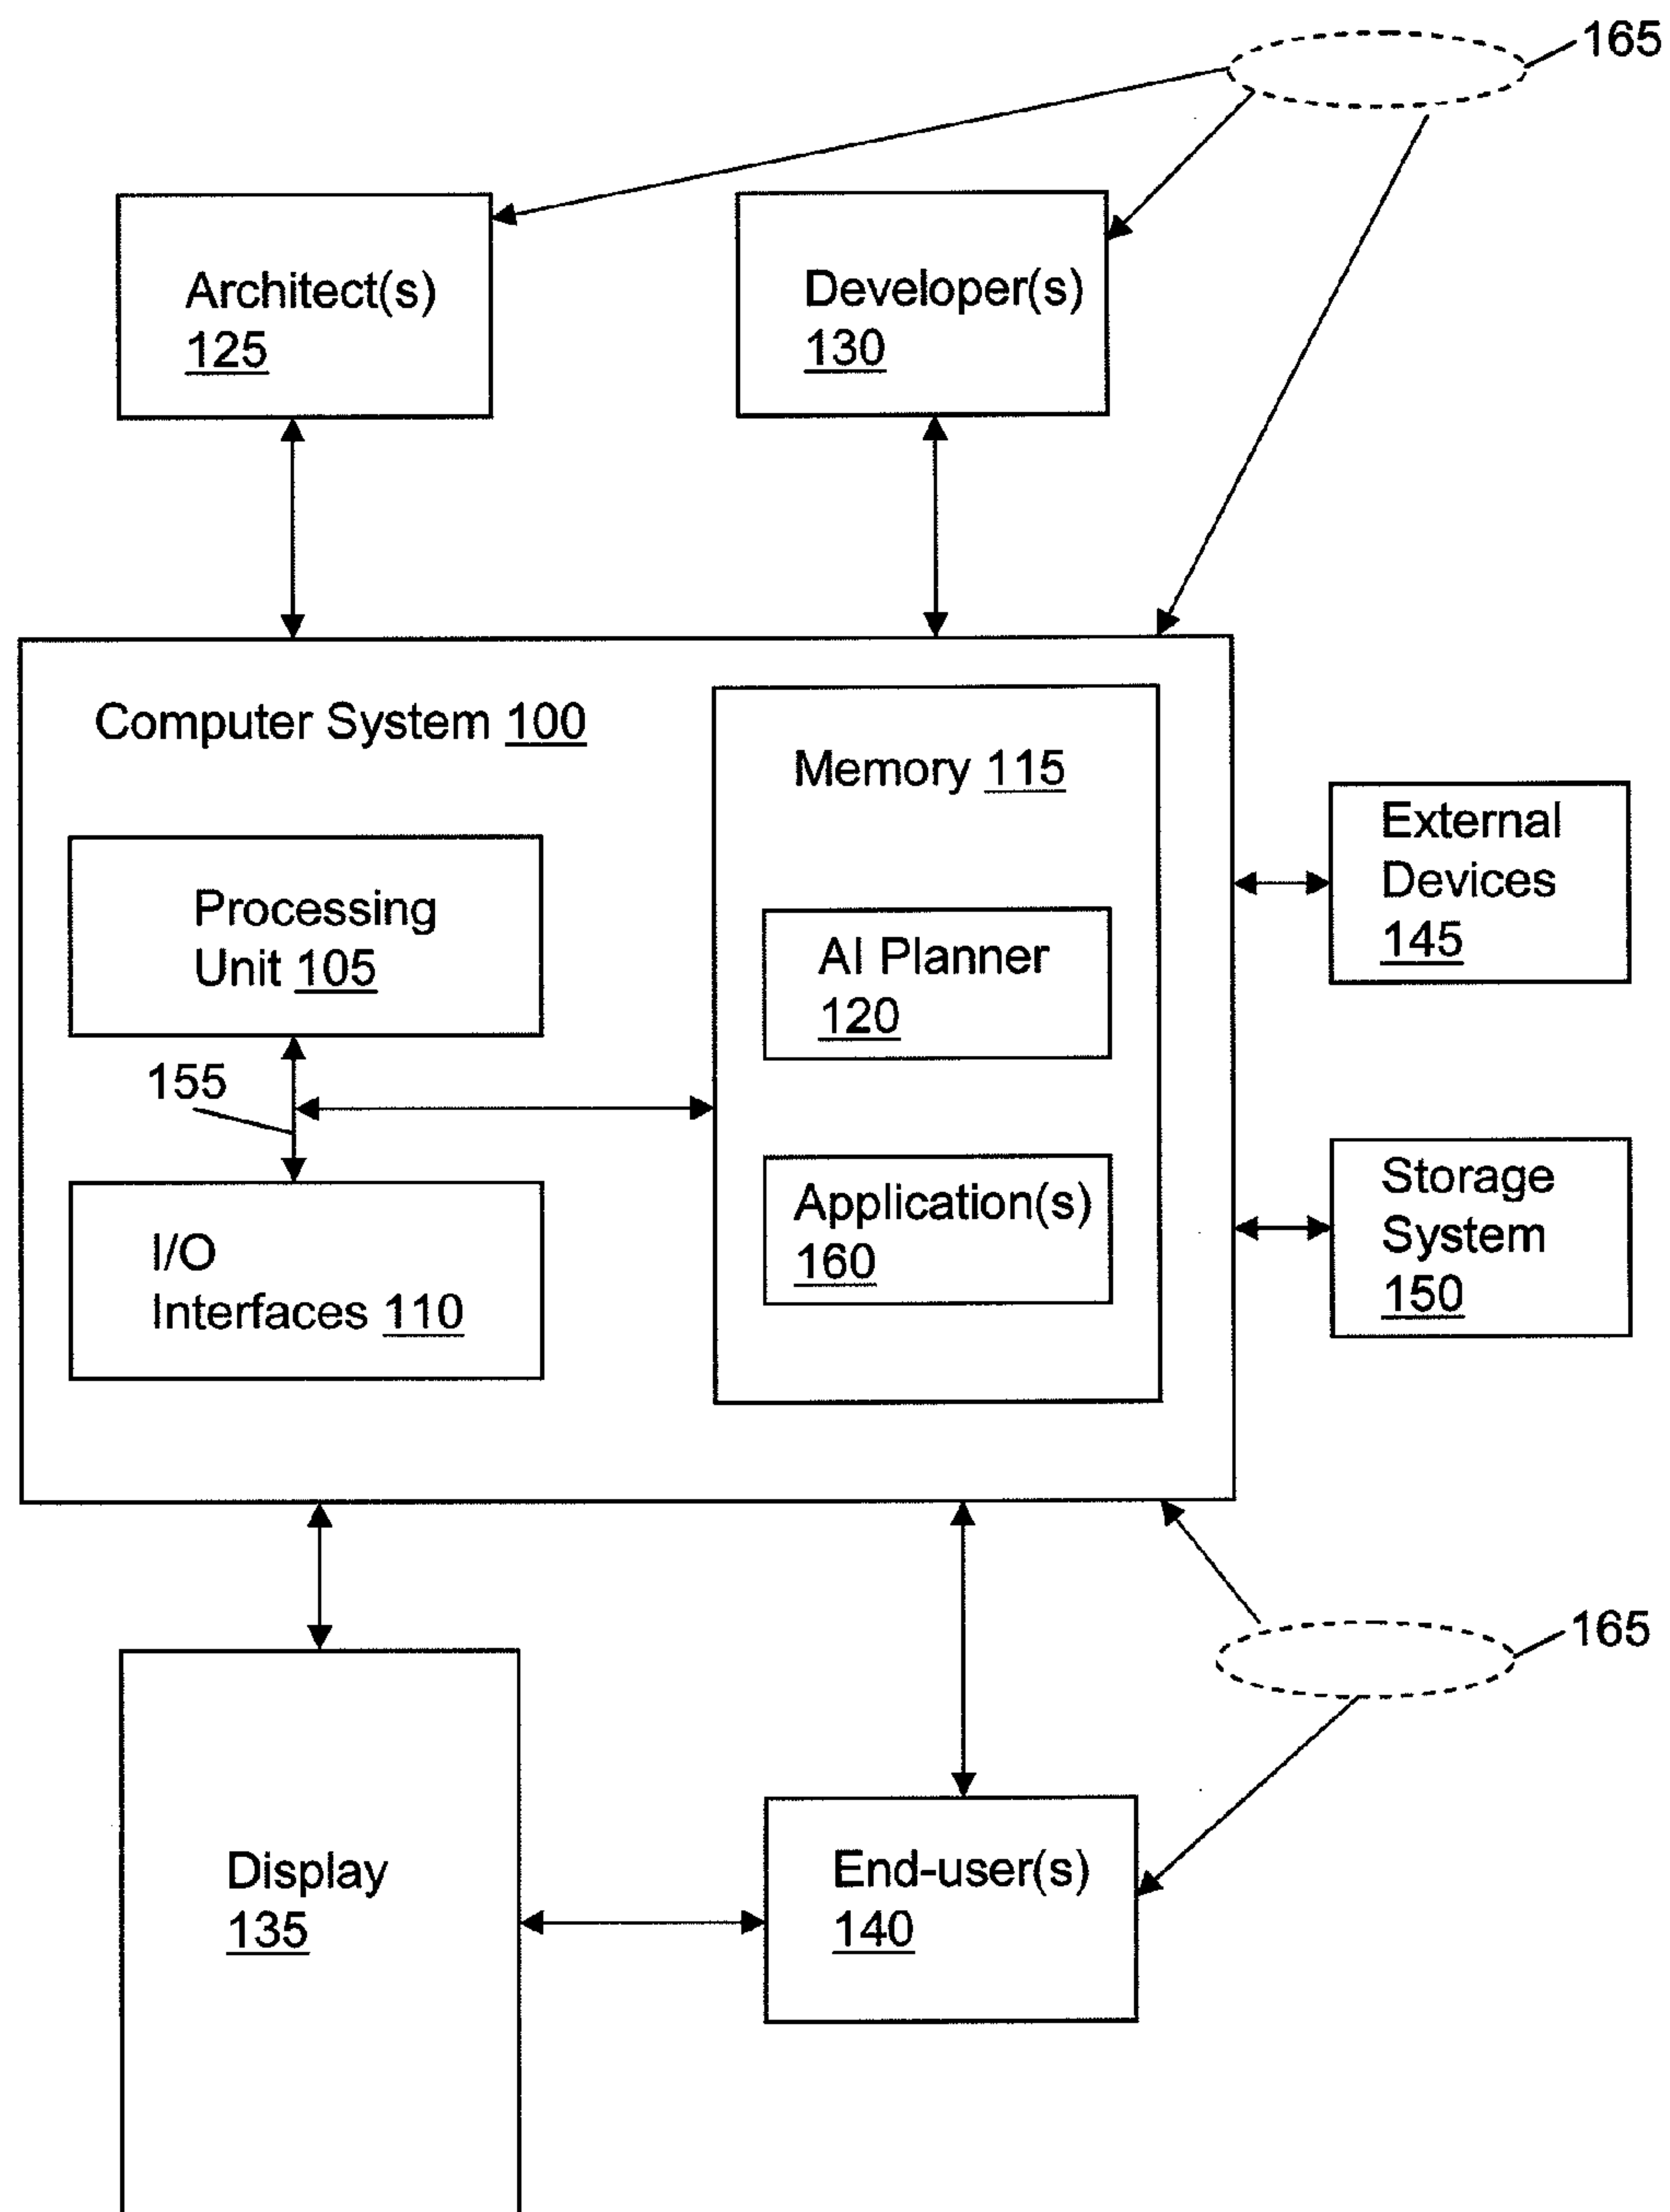 165
Architect(s)
125
Developer(s)
130
Computer System 100
Memory 115
External
Devices
145
Processing
Unit 105
AI Planner
120
155
Storage
System
150
Application(s)
160
I/O
Interfaces 110
165
Display
135
End-user(s)
140